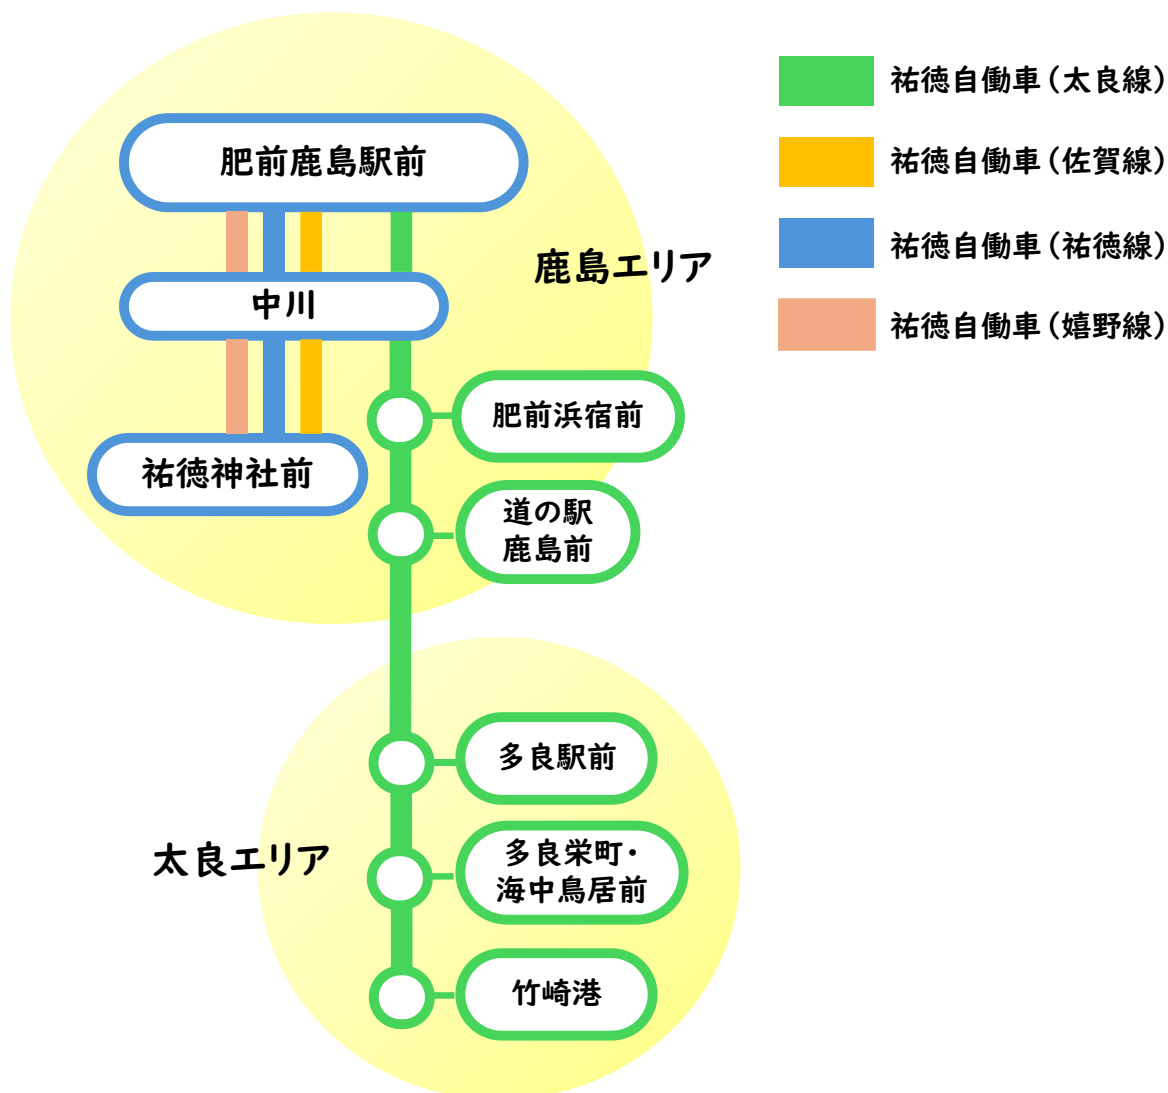 祐徳自働車（太良線）
祐徳自働車（佐賀線）
祐徳自働車（祐徳線）
祐徳自働車（嬉野線）
肥前鹿島駅前
鹿島エリア
中川
肥前浜宿前
祐徳神社前
道の駅
鹿島前
多良駅前
太良エリア
多良栄町・
海中鳥居前
竹崎港